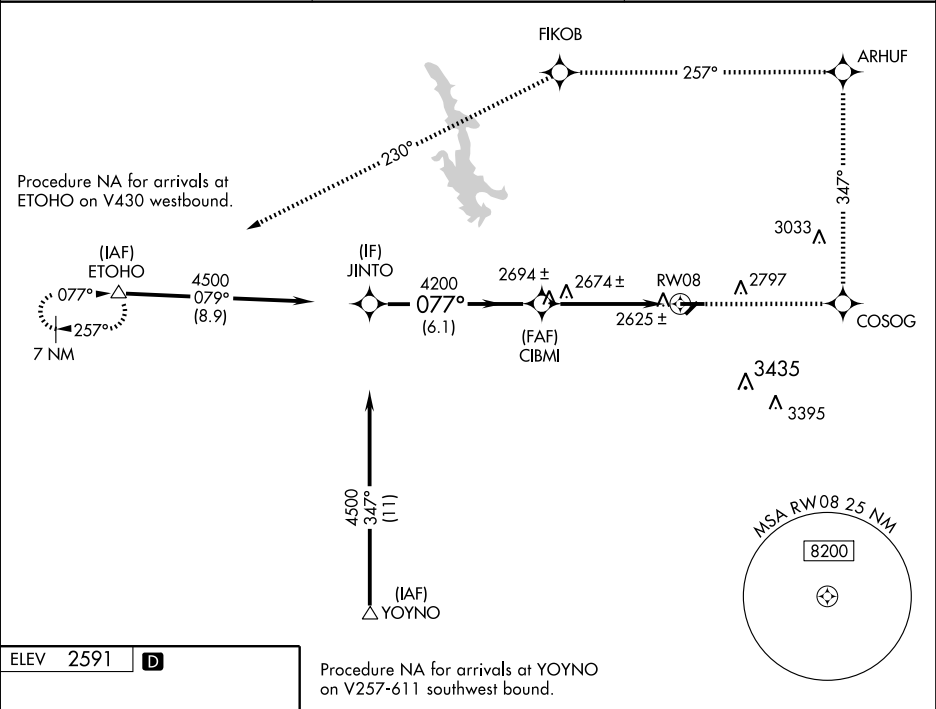 FIKOB
ARHUF
257°
230°
347°
Procedure NA for arrivals at
ETOHO on V430 westbound.
3033
(IAF)
ETOHO
4500
079°
(8.9)
077°
257°
7 NM
(IF)
JINTO
4200
077°
(6.1)
2694 ±
2674 ±
(FAF)
CIBMI
RW08
2625 ±
2797
COSOG
3435
3395
4500
347°
(11)
(IAF)
YOYNO
MSA RW08 25 NM
8200
ELEV 2591 D
Procedure NA for arrivals at YOYNO
on V257-611 southwest bound.